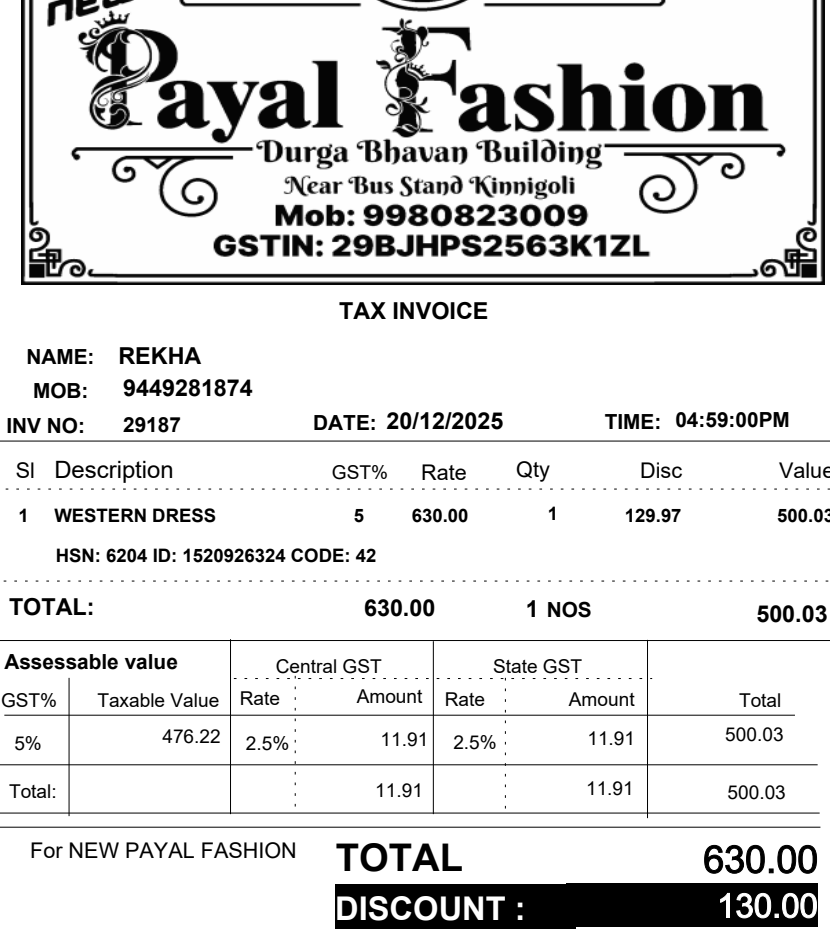 new
Payal Fashion
Durga Bhavan Building
Near Bus Stand Kinnigoli
Mob: 9980823009
GSTIN: 29BJHPS2563K1ZL
TAX INVOICE
NAME: REKHA
MOB: 9449281874
INV NO: 29187 DATE: 20/12/2025 TIME: 04:59:00PM
Sl Description GST% Rate Qty Disc Value
1 WESTERN DRESS 5 630.00 1 129.97 500.03
HSN: 6204 ID: 1520926324 CODE: 42
TOTAL: 630.00 1 NOS 500.03
Assessable value Central GST State GST
GST% Taxable Value Rate Amount Rate Amount Total
5% 476.22 2.5% 11.91 2.5% 11.91 500.03
Total: 11.91 11.91 500.03
For NEW PAYAL FASHION TOTAL 630.00
DISCOUNT : 130.00